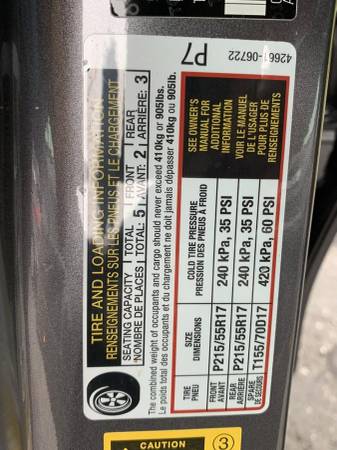 42661-06722
P7
TIRE AND LOADING INFORMATION
RENSEIGNEMENTS SUR LES PNEUS ET LE CHARGEMENT
SEATING CAPACITY TOTAL 5 FRONT 2 REAR 3
NOMBRE DE PLACES TOTAL: AVANT: ARRIÈRE:
The combined weight of occupants and cargo should never exceed 410kg or 905lbs.
Le poids total des occupants et du chargement ne doit jamais dépasser 410kg ou 905lb.
TIRE SIZE COLD TIRE PRESSURE
PNEU DIMENSIONS PRESSION DES PNEUS À FROID
FRONT
AVANT P215/55R17 240 kPa, 35 PSI
REAR
ARRIÈRE P215/55R17 240 kPa, 35 PSI
SPARE
DE SECOURS T155/70D17 420 kPa, 60 PSI
SEE OWNER'S
MANUAL FOR
ADDITIONAL
INFORMATION
VOIR LE MANUEL
DE L'USAGER
POUR PLUS DE
RENSEIGNEMENTS
CAUTION
3